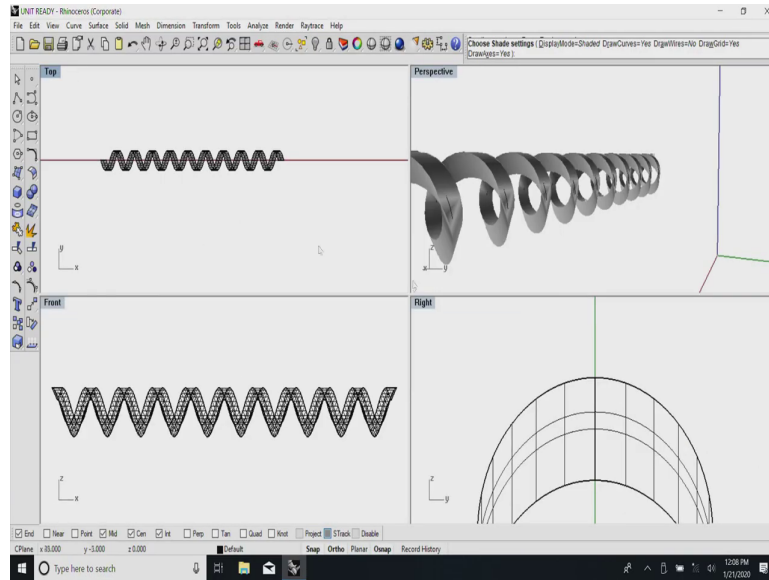 UNIT READY - Rhinoceros (Corporate)
File Edit View Curve Surface Solid Mesh Dimension Transform Tools Analyze Render Raytrace Help
Choose Shade settings ( DisplayMode=Shaded DrawCurves=Yes DrawWires=No DrawGrid=Yes
DrawAxes=Yes ):
Top
Perspective
y
x
z
x y
Front
Right
z
x
z
y
End Near Point Mid Cen Int Perp Tan Quad Knot Project STrack Disable
CPlane x -33.000 y -3.000 z 0.000 Default Snap Ortho Planar Osnap Record History
Type here to search
12:08 PM
1/21/2020